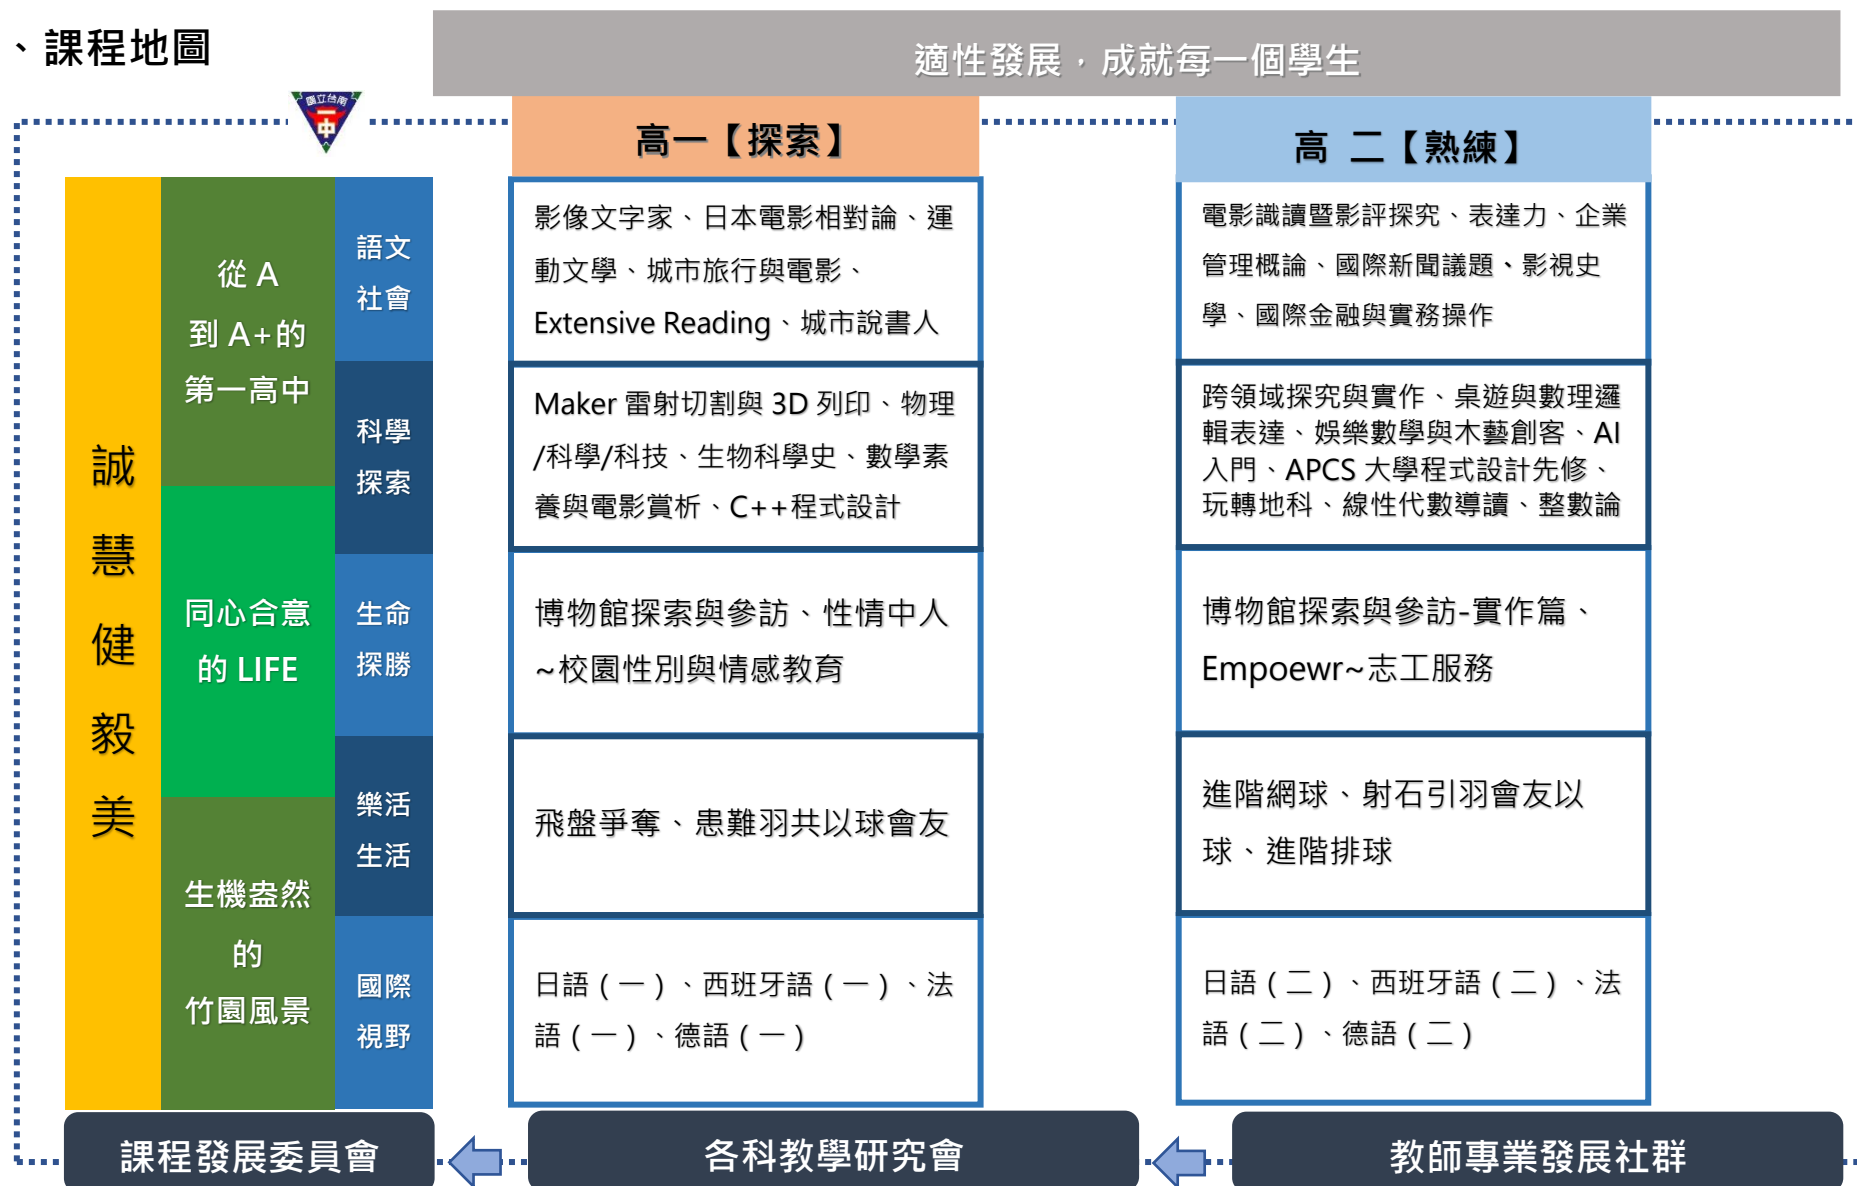 、課程地圖
適性發展，成就每一個學生
國立台南
一中
高一【探索】
高 二【熟練】
誠
慧
健
毅
美
從 A
到 A+的
第一高中
同心合意
的 LIFE
生機盎然
的
竹園風景
語文
社會
影像文字家、日本電影相對論、運
動文學、城市旅行與電影、
Extensive Reading、城市說書人
電影識讀暨影評探究、表達力、企業
管理概論、國際新聞議題、影視史
學、國際金融與實務操作
科學
探索
Maker 雷射切割與 3D 列印、物理
/科學/科技、生物科學史、數學素
養與電影賞析、C++程式設計
跨領域探究與實作、桌遊與數理邏
輯表達、娛樂數學與木藝創客、AI
入門、APCS 大學程式設計先修、
玩轉地科、線性代數導讀、整數論
生命
探勝
博物館探索與參訪、性情中人
~校園性別與情感教育
博物館探索與參訪-實作篇、
Empoewr~志工服務
樂活
生活
飛盤爭奪、患難羽共以球會友
進階網球、射石引羽會友以
球、進階排球
國際
視野
日語（一）、西班牙語（一）、法
語（一）、德語（一）
日語（二）、西班牙語（二）、法
語（二）、德語（二）
課程發展委員會
各科教學研究會
教師專業發展社群